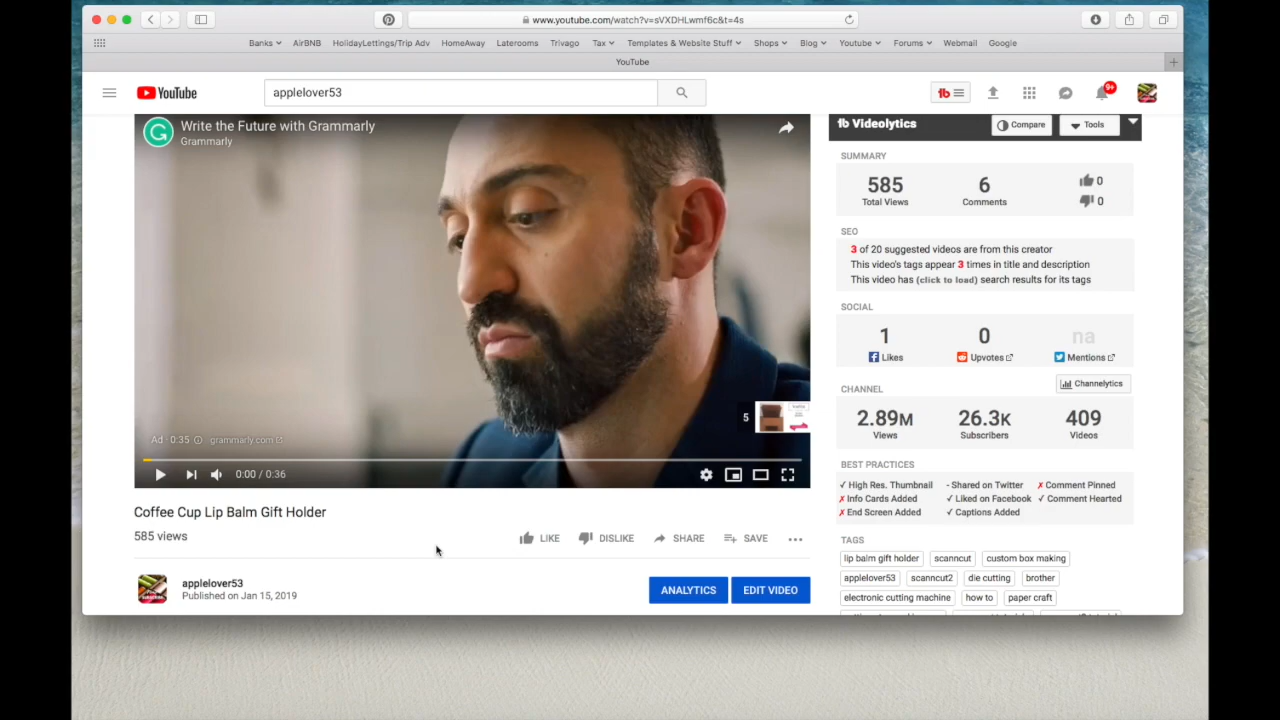 www.youtube.com/watch?v=sVXDHLwmf6c&t=4s
Banks AirBNB HolidayLettings/Trip Adv HomeAway Laterooms Trivago Tax Templates & Website Stuff Shops Blog Youtube Forums Webmail Google
YouTube
YouTube applelover53 tb 9+
Write the Future with Grammarly
Grammarly
Ad · 0:35 grammarly.com
5
0:00 / 0:36
Coffee Cup Lip Balm Gift Holder
585 views
LIKE DISLIKE SHARE SAVE
applelover53
Published on Jan 15, 2019
ANALYTICS EDIT VIDEO
tb Videolytics Compare Tools
SUMMARY
585 6 0
Total Views Comments 0
SEO
3 of 20 suggested videos are from this creator
This video's tags appear 3 times in title and description
This video has (click to load) search results for its tags
SOCIAL
1 0 na
Likes Upvotes Mentions
CHANNEL Channelytics
2.89M 26.3K 409
Views Subscribers Videos
BEST PRACTICES
✓ High Res. Thumbnail - Shared on Twitter ✗ Comment Pinned
✗ Info Cards Added ✓ Liked on Facebook ✓ Comment Hearted
✗ End Screen Added ✓ Captions Added
TAGS
lip balm gift holder scanncut custom box making
applelover53 scanncut2 die cutting brother
electronic cutting machine how to paper craft